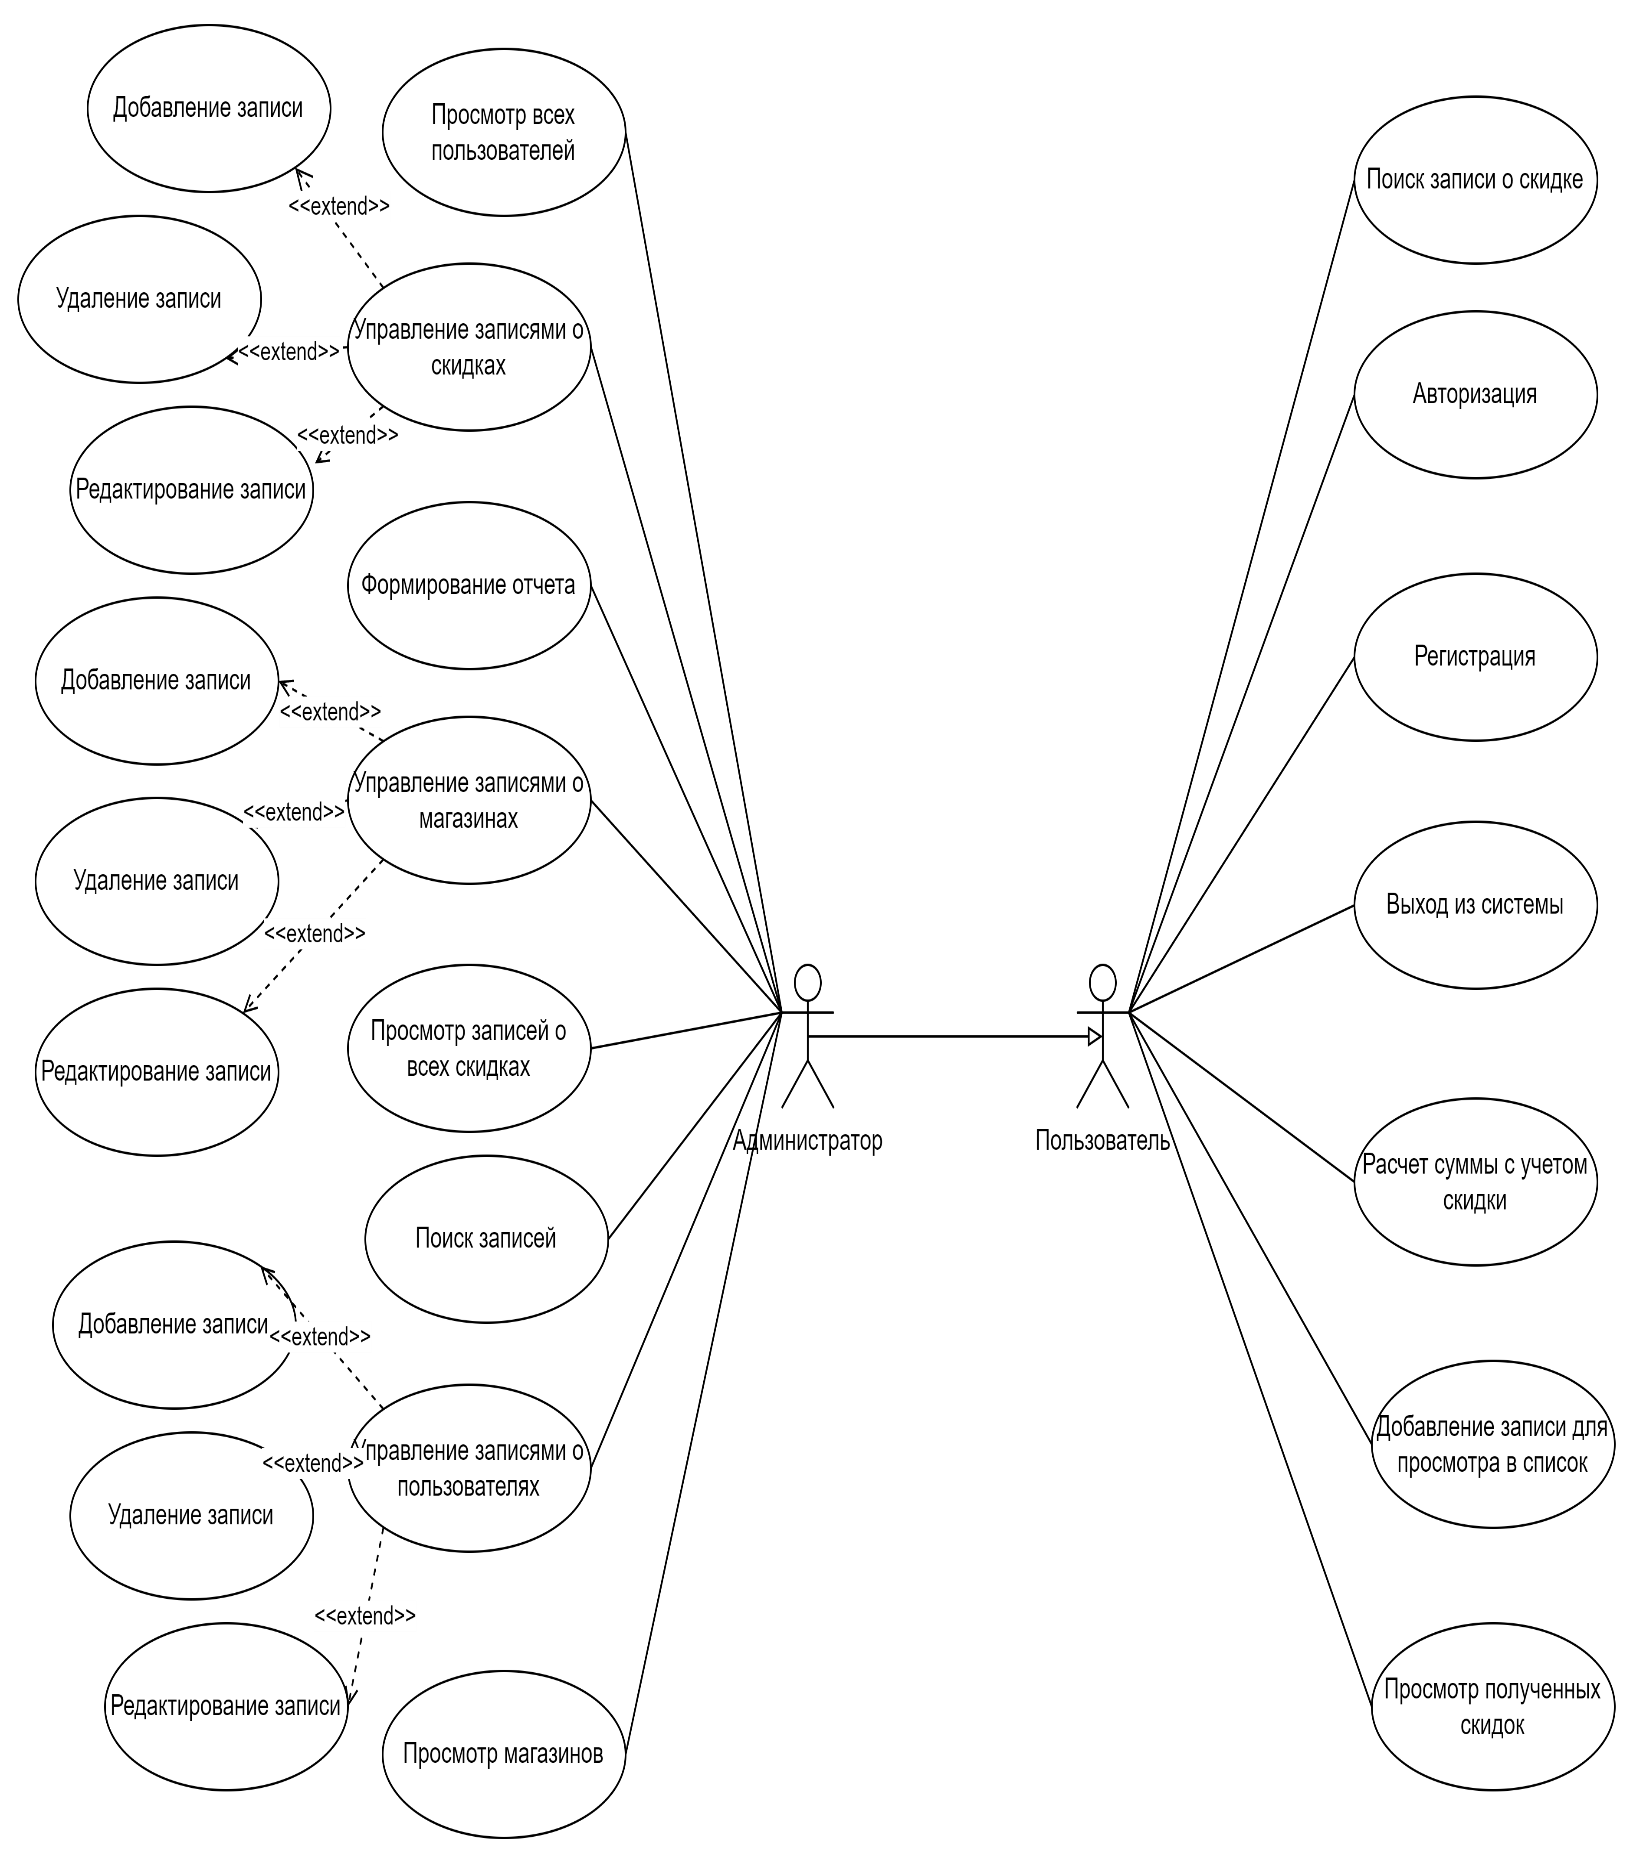 Добавление записи
Просмотр всех
пользователей
<<extend>>
Удаление записи
<<extend>>
Управление записями о
скидках
<<extend>>
Редактирование записи
Формирование отчета
Добавление записи
<<extend>>
Управление записями о
магазинах
<<extend>>
Удаление записи
<<extend>>
Просмотр записей о
всех скидках
Редактирование записи
Поиск записей
Добавление записи
<<extend>>
Управление записями о
пользователях
<<extend>>
Удаление записи
<<extend>>
Редактирование записи
Просмотр магазинов
Администратор
Пользователь
Поиск записи о скидке
Авторизация
Регистрация
Выход из системы
Расчет суммы с учетом
скидки
Добавление записи для
просмотра в список
Просмотр полученных
скидок